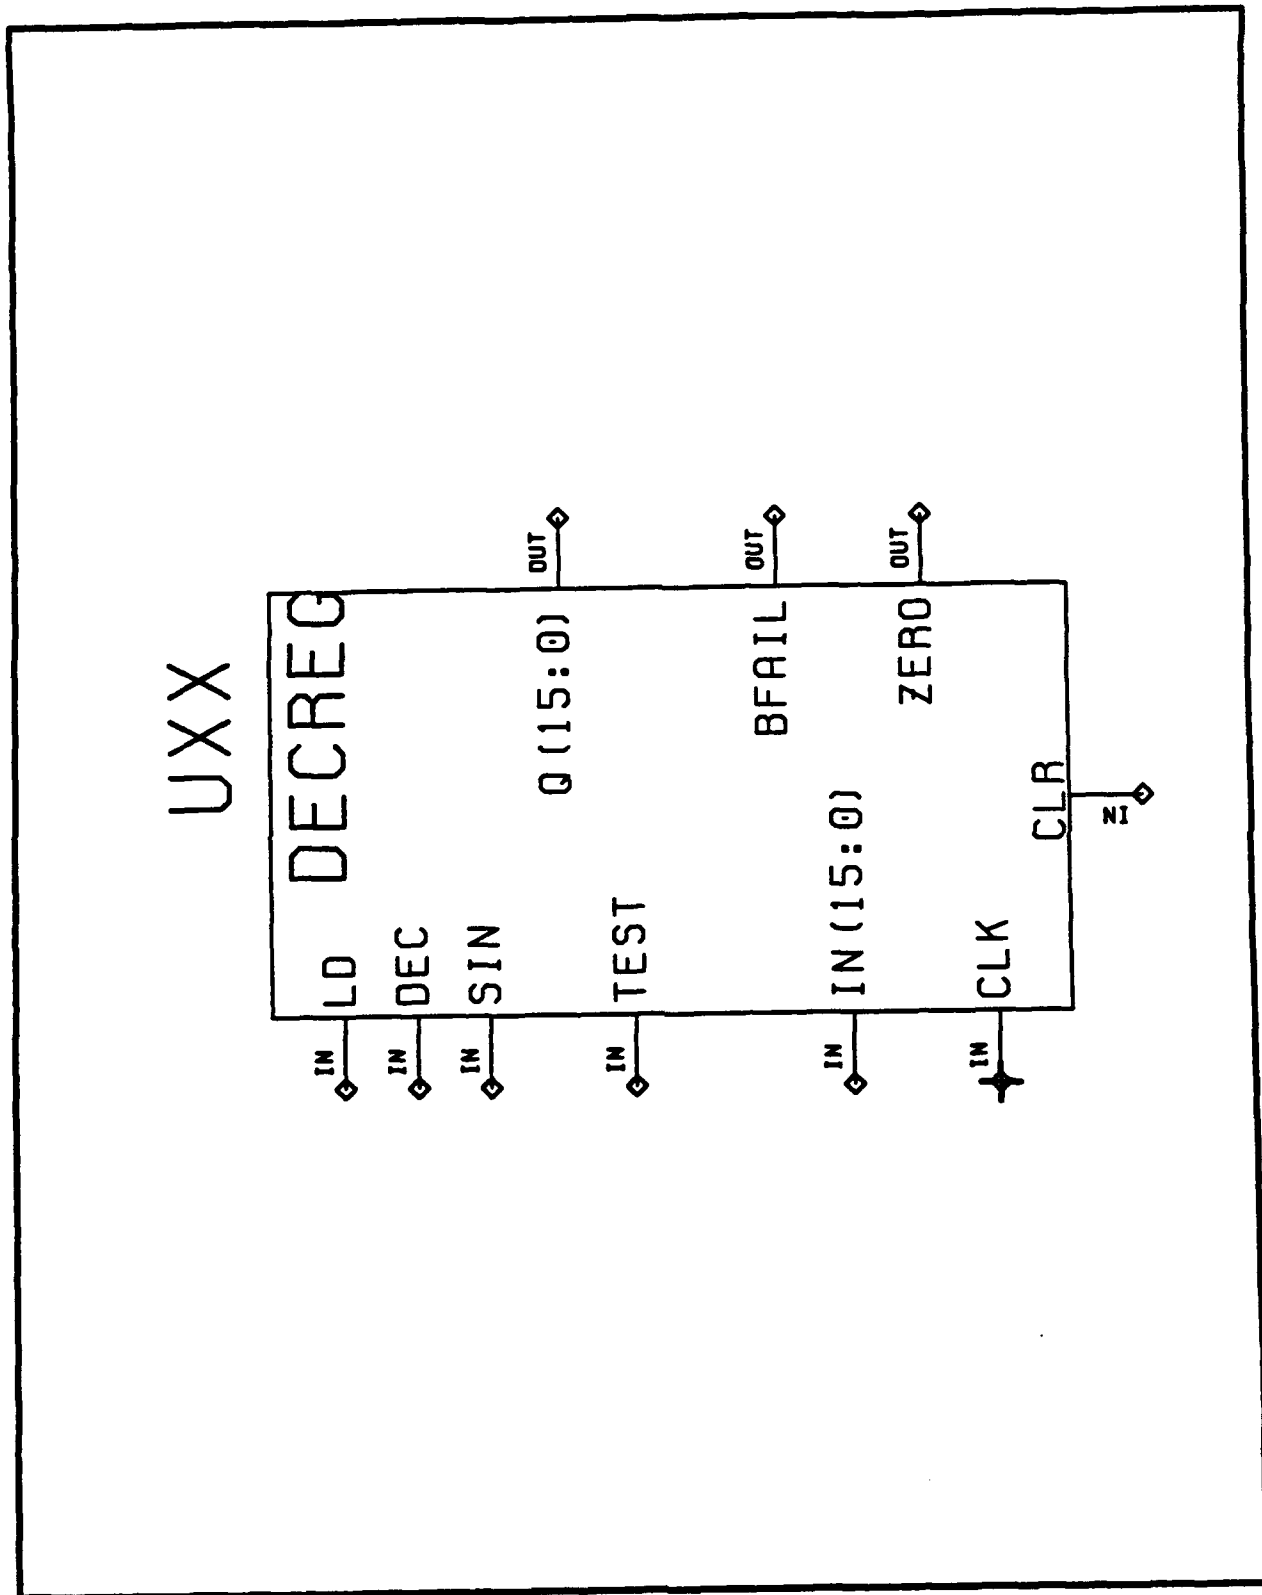 UXX
DECREG
IN LD
IN DEC
IN SIN
Q(15:0) OUT
IN TEST
BFAIL OUT
IN IN(15:0)
ZERO OUT
IN CLK
CLR
IN